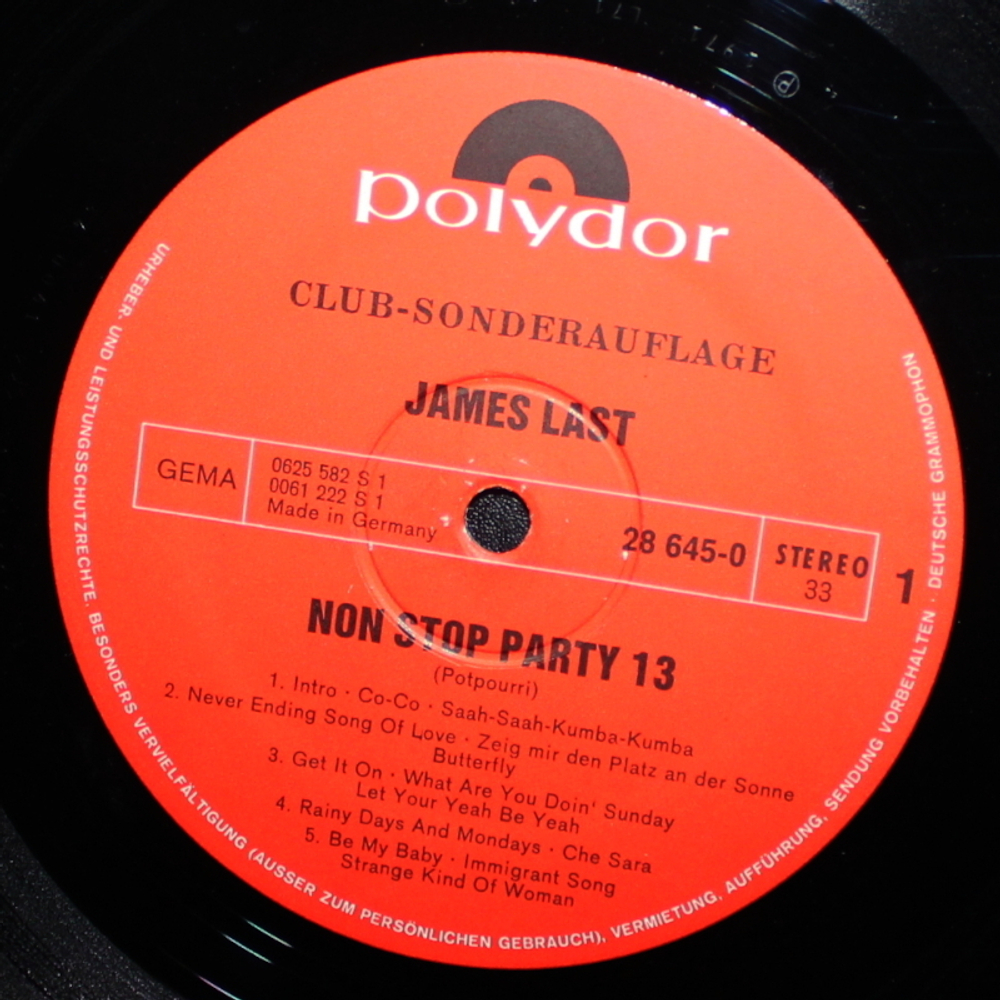 polydor
CLUB-SONDERAUFLAGE
JAMES LAST
GEMA
0625 582 S 1
0061 222 S 1
Made in Germany
28 645-0
STEREO
33
1
NON STOP PARTY 13
(Potpourri)
1. Intro · Co-Co · Saah-Saah-Kumba-Kumba
2. Never Ending Song Of Love · Zeig mir den Platz an der Sonne
Butterfly
3. Get It On · What Are You Doin' Sunday
Let Your Yeah Be Yeah
4. Rainy Days And Mondays · Che Sara
5. Be My Baby · Immigrant Song
Strange Kind Of Woman
URHEBER- UND LEISTUNGSSCHUTZRECHTE, BESONDERS VERVIELFÄLTIGUNG (AUSSER ZUM PERSÖNLICHEN GEBRAUCH), VERMIETUNG, AUFFÜHRUNG, SENDUNG VORBEHALTEN · DEUTSCHE GRAMMOPHON